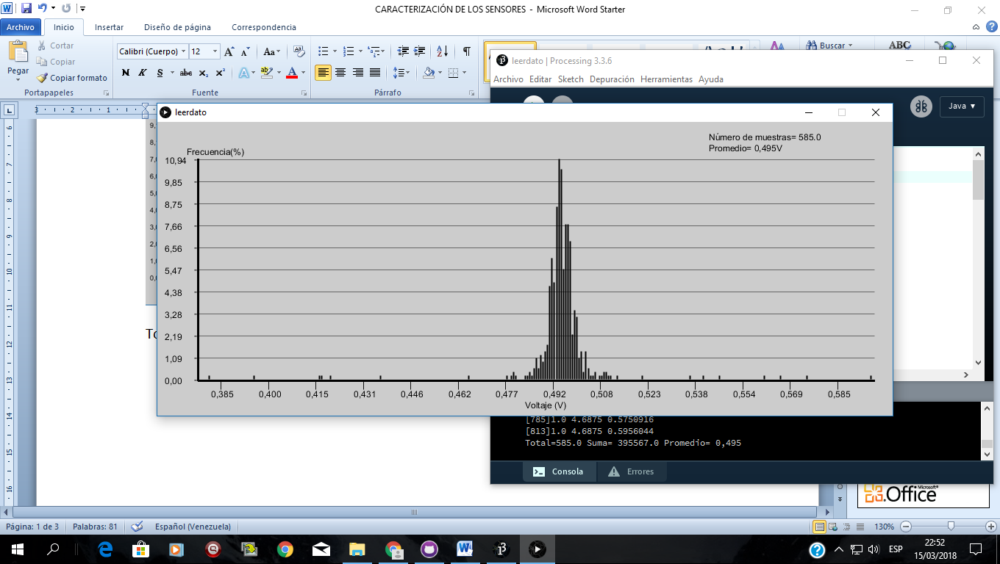 CARACTERIZACIÓN DE LOS SENSORES - Microsoft Word Starter
Archivo Inicio Insertar Diseño de página Correspondencia
Pegar
Cortar
Copiar
Copiar formato
Portapapeles
Calibri (Cuerpo) 12
N K S abc x₂ x²
Fuente
Párrafo
Buscar
ABC
leerdato | Processing 3.3.6
Archivo Editar Sketch Depuración Herramientas Ayuda
Java
leerdato
Número de muestras= 585.0
Promedio= 0,495V
Frecuencia(%)
10,94
9,85
8,75
7,66
6,56
5,47
4,38
3,28
2,19
1,09
0,00
0,385 0,400 0,415 0,431 0,446 0,462 0,477 0,492 0,508 0,523 0,538 0,554 0,569 0,585
Voltaje (V)
[785]1.0 4.6875 0.5750916
[813]1.0 4.6875 0.5956044
Total=585.0 Suma= 395567.0 Promedio= 0,495
Consola Errores
Microsoft®
Office
Página: 1 de 3 Palabras: 81 Español (Venezuela) 130%
ESP
22:52
15/03/2018